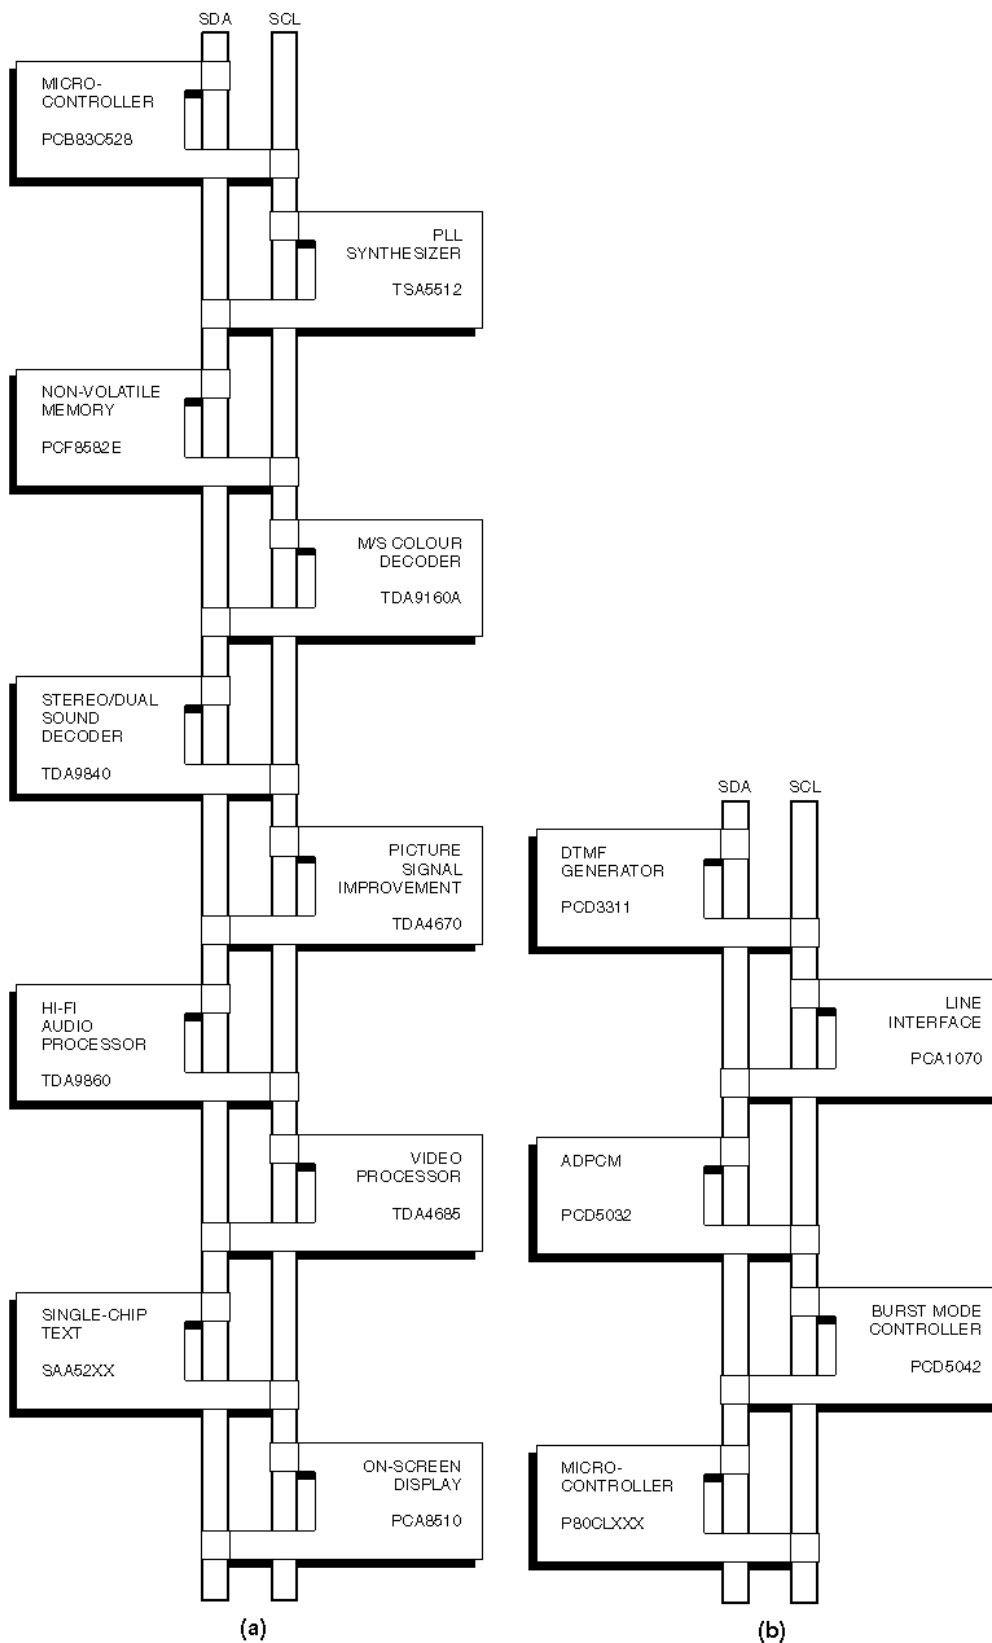 SDA SCL
MICRO-
CONTROLLER
PCB83C528
PLL
SYNTHESIZER
TSA5512
NON-VOLATILE
MEMORY
PCF8582E
M/S COLOUR
DECODER
TDA9160A
STEREO/DUAL
SOUND
DECODER
TDA9840
PICTURE
SIGNAL
IMPROVEMENT
TDA4670
HI-FI
AUDIO
PROCESSOR
TDA9860
VIDEO
PROCESSOR
TDA4685
SINGLE-CHIP
TEXT
SAA52XX
ON-SCREEN
DISPLAY
PCA8510
(a)
SDA SCL
DTMF
GENERATOR
PCD3311
LINE
INTERFACE
PCA1070
ADPCM
PCD5032
BURST MODE
CONTROLLER
PCD5042
MICRO-
CONTROLLER
P80CLXXX
(b)